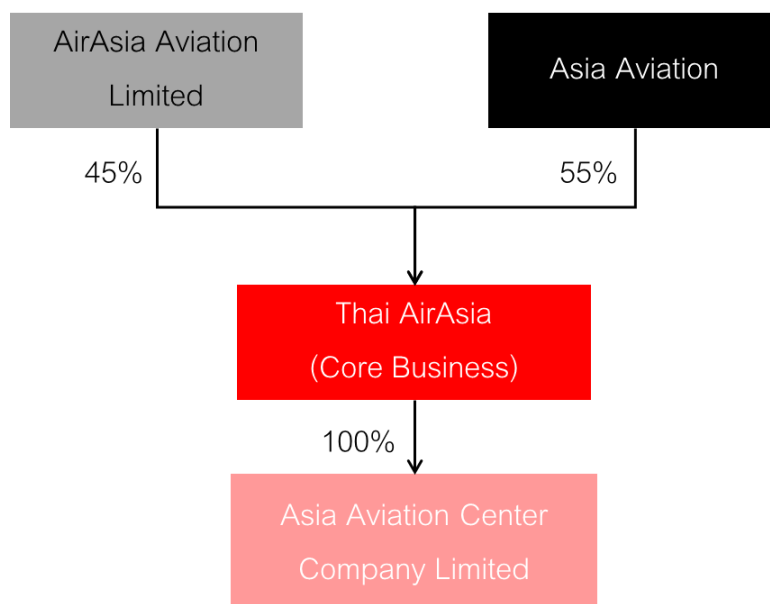 AirAsia Aviation
Limited
Asia Aviation
45%
55%
Thai AirAsia
(Core Business)
100%
Asia Aviation Center
Company Limited